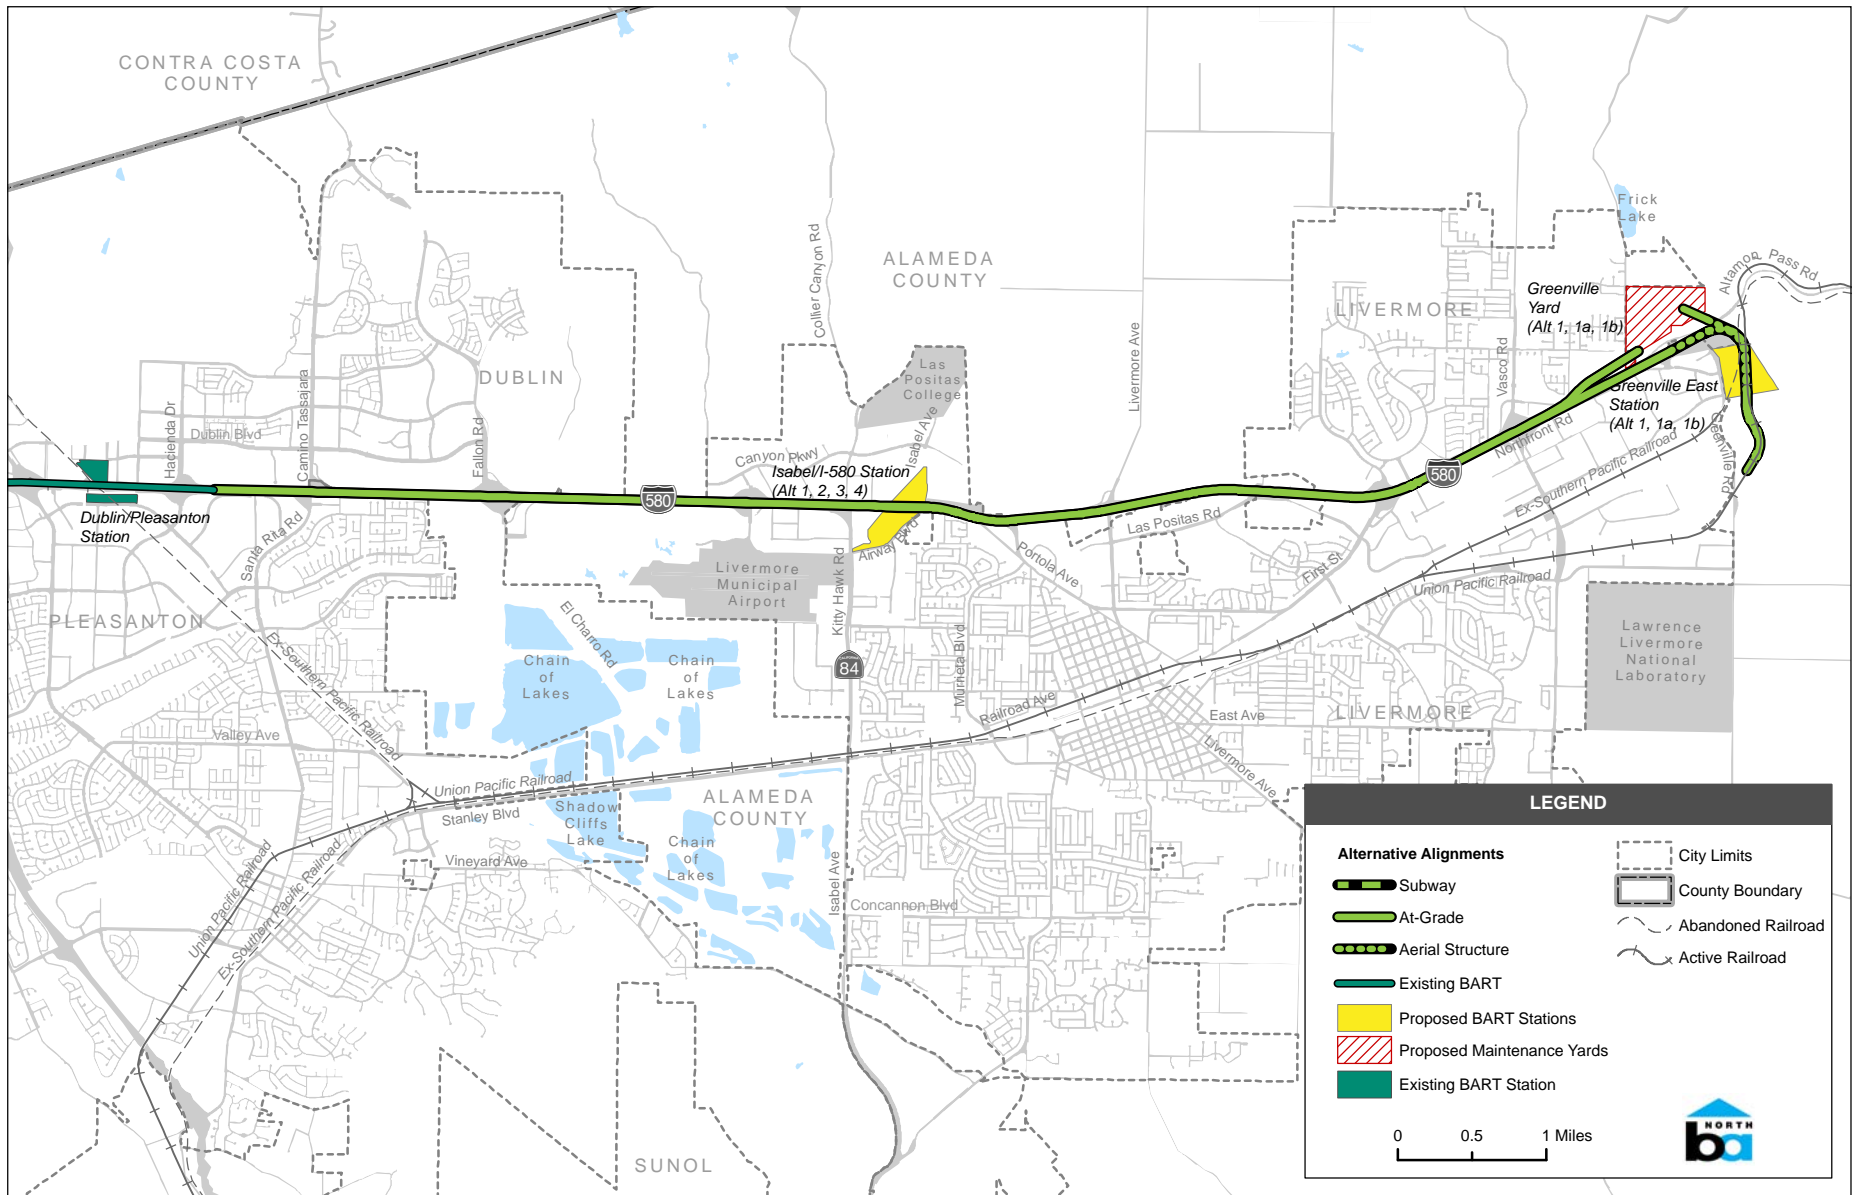 CONTRA COSTA
COUNTY
Frick
Lake
Altamont Pass Rd
Collier Canyon Rd
ALAMEDA
COUNTY
Greenville
Yard
(Alt 1, 1a, 1b)
LIVERMORE
Livermore Ave
Vasco Rd
Las
Positas
College
DUBLIN
Camino Tassajara
Hacienda Dr
Dublin Blvd
Fallon Rd
Isabel Ave
Canyon Pkwy
Greenville East
Station
(Alt 1, 1a, 1b)
Northfront Rd
Greenville Rd
Isabel/I-580 Station
(Alt 1, 2, 3, 4)
580
580
Ex-Southern Pacific Railroad
Dublin/Pleasanton
Station
Santa Rita Rd
Airway Blvd
Las Positas Rd
Portola Ave
First St
Livermore
Municipal
Airport
Kitty Hawk Rd
Union Pacific Railroad
PLEASANTON
El Charro Rd
Ex-Southern Pacific Railroad
Chain
of
Lakes
Chain
of
Lakes
84
Murrieta Blvd
Lawrence
Livermore
National
Laboratory
Railroad Ave
East Ave
LIVERMORE
Livermore Ave
Valley Ave
Union Pacific Railroad
Stanley Blvd
Shadow
Cliffs
Lake
ALAMEDA
COUNTY
Chain
of
Lakes
Vineyard Ave
Isabel Ave
Concannon Blvd
Union Pacific Railroad
Ex-Southern Pacific Railroad
SUNOL
LEGEND
Alternative Alignments
Subway
At-Grade
Aerial Structure
Existing BART
Proposed BART Stations
Proposed Maintenance Yards
Existing BART Station
City Limits
County Boundary
Abandoned Railroad
Active Railroad
0 0.5 1 Miles
NORTH
ba